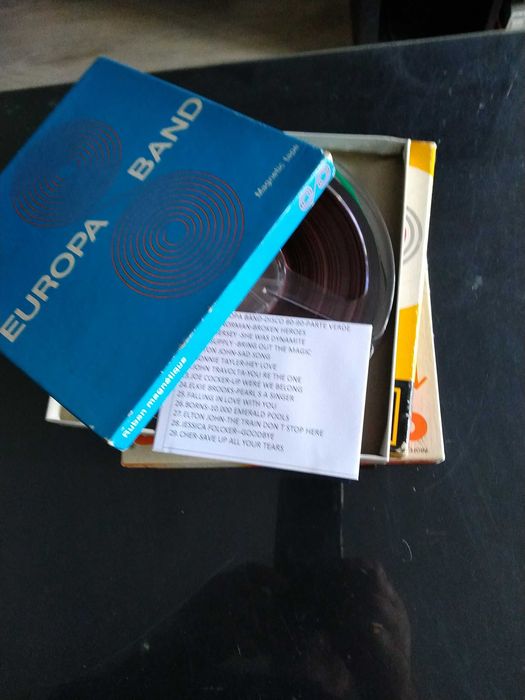 EUROPA BAND
Magnetic tape
Ruban magnétique
OPA BAND-DISCO 80-90-PARTE VERDE
NORMAN-BROKEN HEROES
ERSEY-SHE WAS DYNAMITE
SUPPLY-BRING OUT THE MAGIC
ON JOHN-SAD SONG
ONNIE TAYLER-HEY LOVE
JOHN TRAVOLTA-YOU RE THE ONE
JOE COCKER-UP WERE WE BELONG
24. ELKIE BROOKS-PEARL'S A SINGER
25. FALLING IN LOVE WITH YOU
26. BORNS-10.000 EMERALD POOLS
27. ELTON JOHN-THE TRAIN DON T STOP HERE
28. JESSICA FOLCKER-GOODBYE
29. CHER-SAVE UP ALL YOUR TEARS